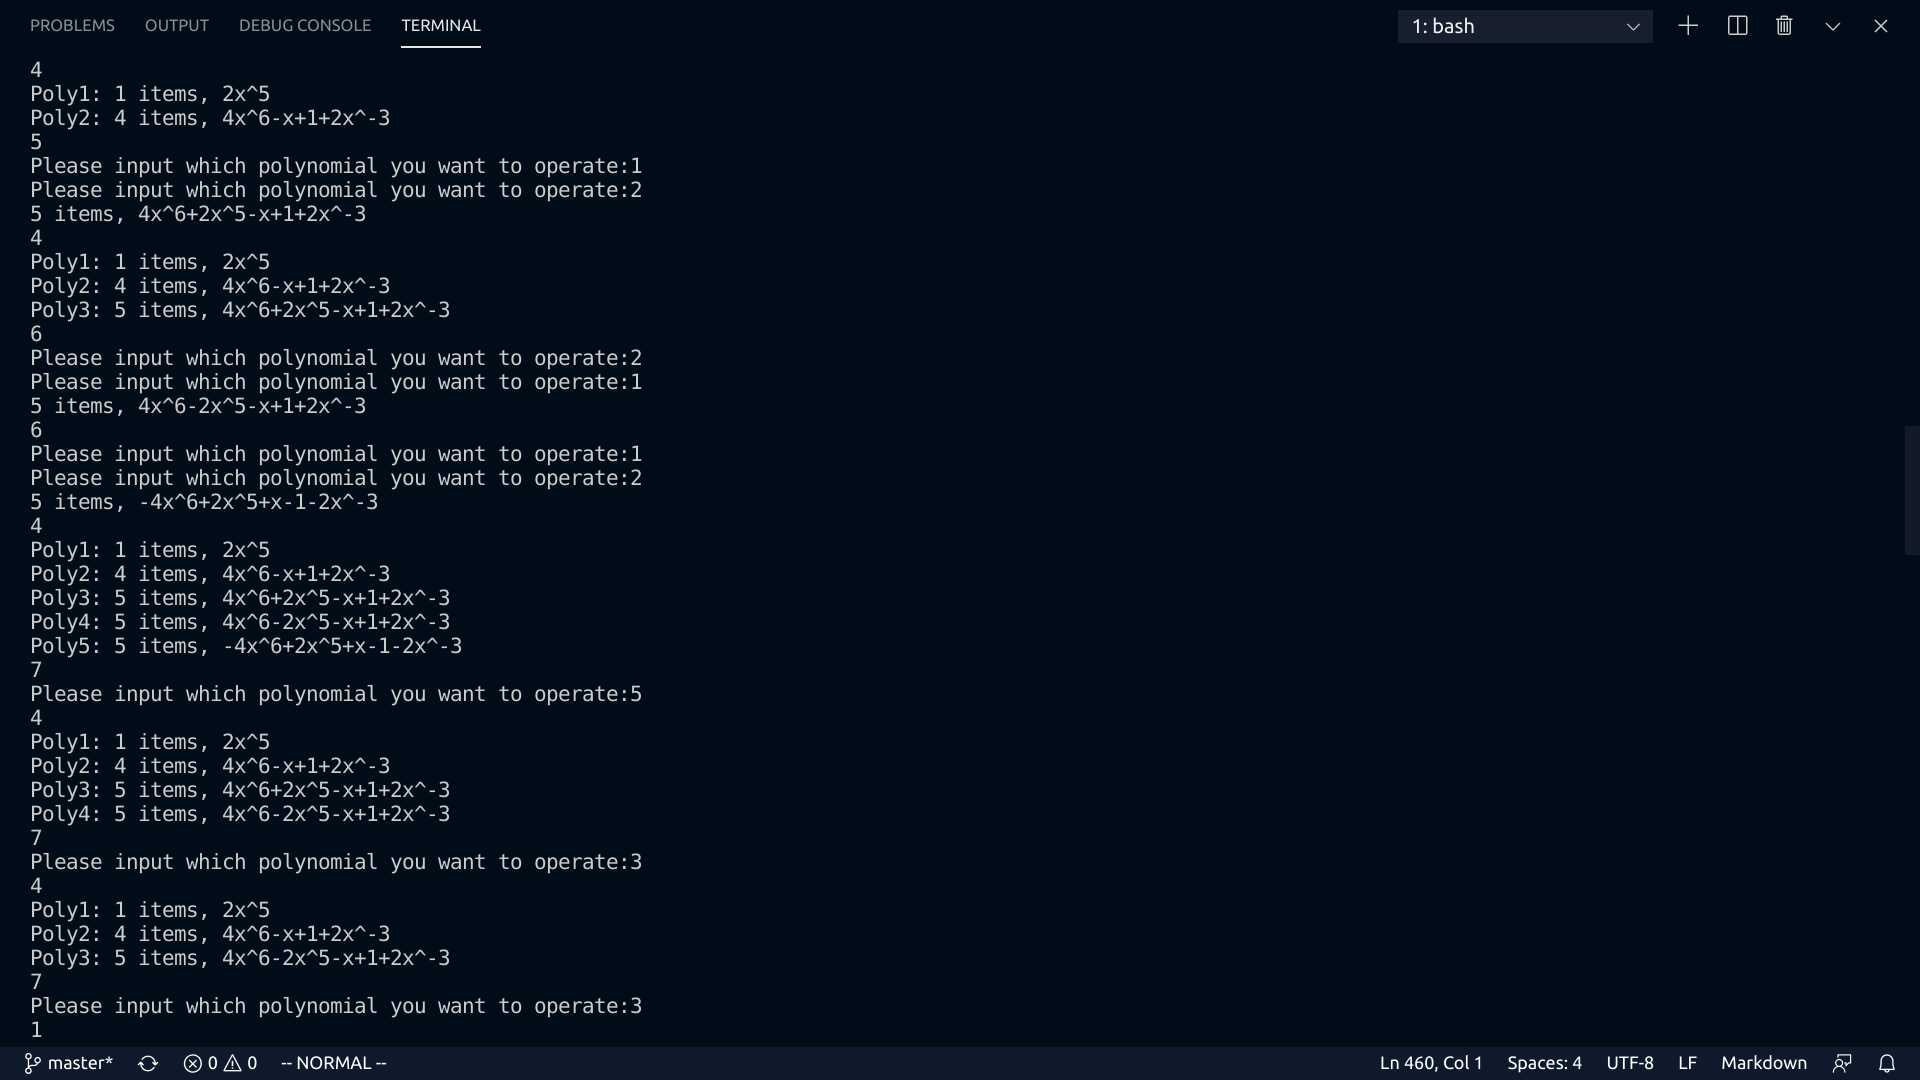 PROBLEMS OUTPUT DEBUG CONSOLE TERMINAL 1: bash
4
Poly1: 1 items, 2x^5
Poly2: 4 items, 4x^6-x+1+2x^-3
5
Please input which polynomial you want to operate:1
Please input which polynomial you want to operate:2
5 items, 4x^6+2x^5-x+1+2x^-3
4
Poly1: 1 items, 2x^5
Poly2: 4 items, 4x^6-x+1+2x^-3
Poly3: 5 items, 4x^6+2x^5-x+1+2x^-3
6
Please input which polynomial you want to operate:2
Please input which polynomial you want to operate:1
5 items, 4x^6-2x^5-x+1+2x^-3
6
Please input which polynomial you want to operate:1
Please input which polynomial you want to operate:2
5 items, -4x^6+2x^5+x-1-2x^-3
4
Poly1: 1 items, 2x^5
Poly2: 4 items, 4x^6-x+1+2x^-3
Poly3: 5 items, 4x^6+2x^5-x+1+2x^-3
Poly4: 5 items, 4x^6-2x^5-x+1+2x^-3
Poly5: 5 items, -4x^6+2x^5+x-1-2x^-3
7
Please input which polynomial you want to operate:5
4
Poly1: 1 items, 2x^5
Poly2: 4 items, 4x^6-x+1+2x^-3
Poly3: 5 items, 4x^6+2x^5-x+1+2x^-3
Poly4: 5 items, 4x^6-2x^5-x+1+2x^-3
7
Please input which polynomial you want to operate:3
4
Poly1: 1 items, 2x^5
Poly2: 4 items, 4x^6-x+1+2x^-3
Poly3: 5 items, 4x^6-2x^5-x+1+2x^-3
7
Please input which polynomial you want to operate:3
1
master* 0 0 -- NORMAL -- Ln 460, Col 1 Spaces: 4 UTF-8 LF Markdown